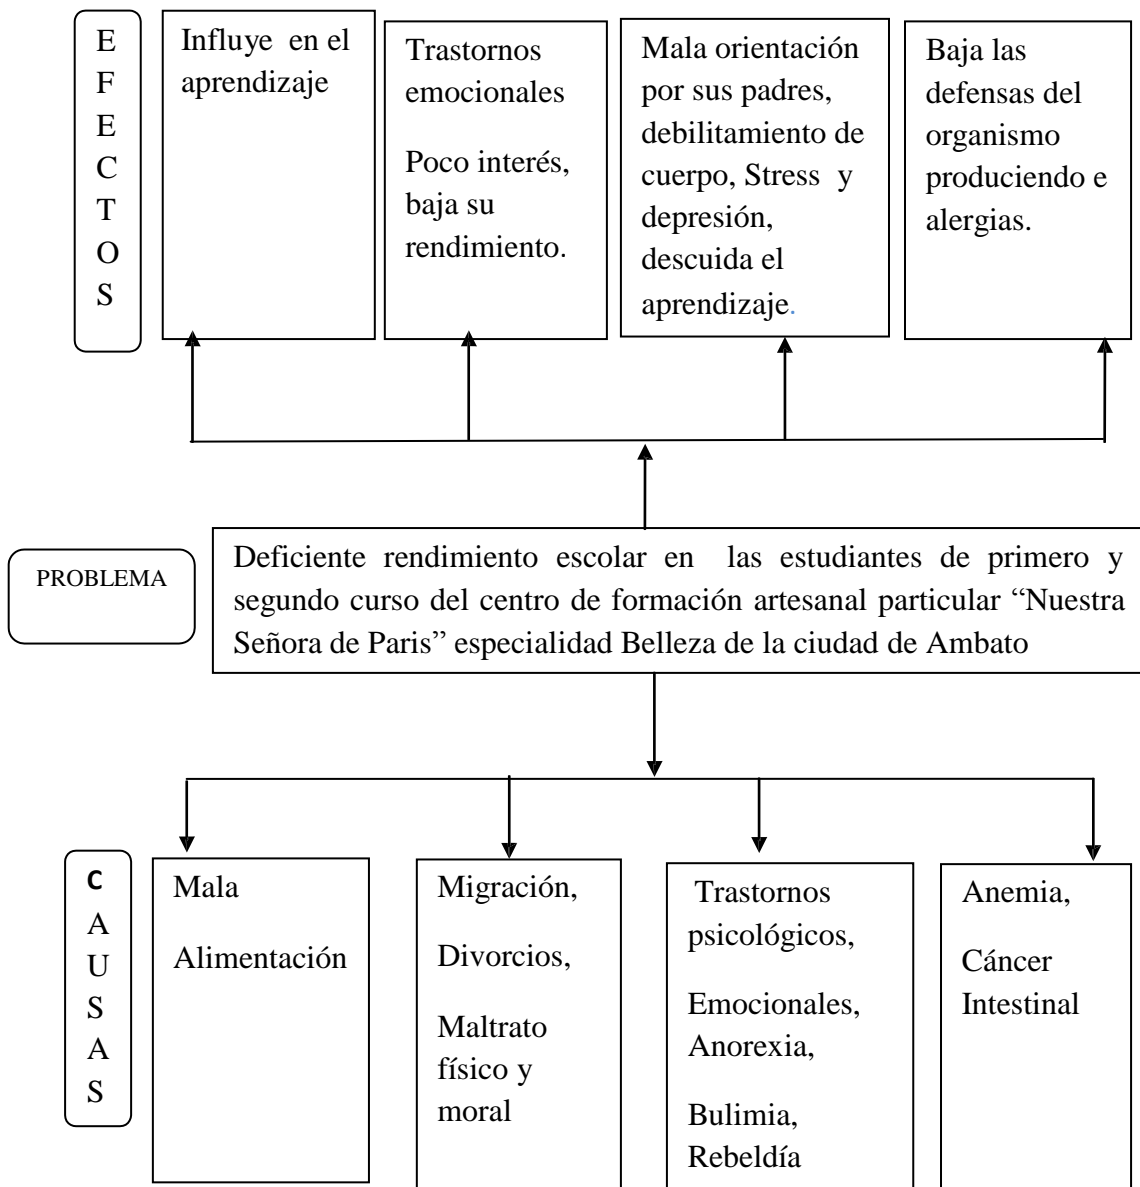 E
F
E
C
T
O
S
Influye  en el
aprendizaje
Trastornos
emocionales
Poco interés,
baja su
rendimiento.
Mala orientación
por sus padres,
debilitamiento de
cuerpo, Stress  y
depresión,
descuida el
aprendizaje.
Baja las
defensas del
organismo
produciendo e
alergias.
PROBLEMA
Deficiente rendimiento escolar en  las estudiantes de primero y
segundo curso del centro de formación artesanal particular “Nuestra
Señora de Paris” especialidad Belleza de la ciudad de Ambato
C
A
U
S
A
S
Mala
Alimentación
Migración,
Divorcios,
Maltrato
físico y
moral
Trastornos
psicológicos,
Emocionales,
Anorexia,
Bulimia,
Rebeldía
Anemia,
Cáncer
Intestinal